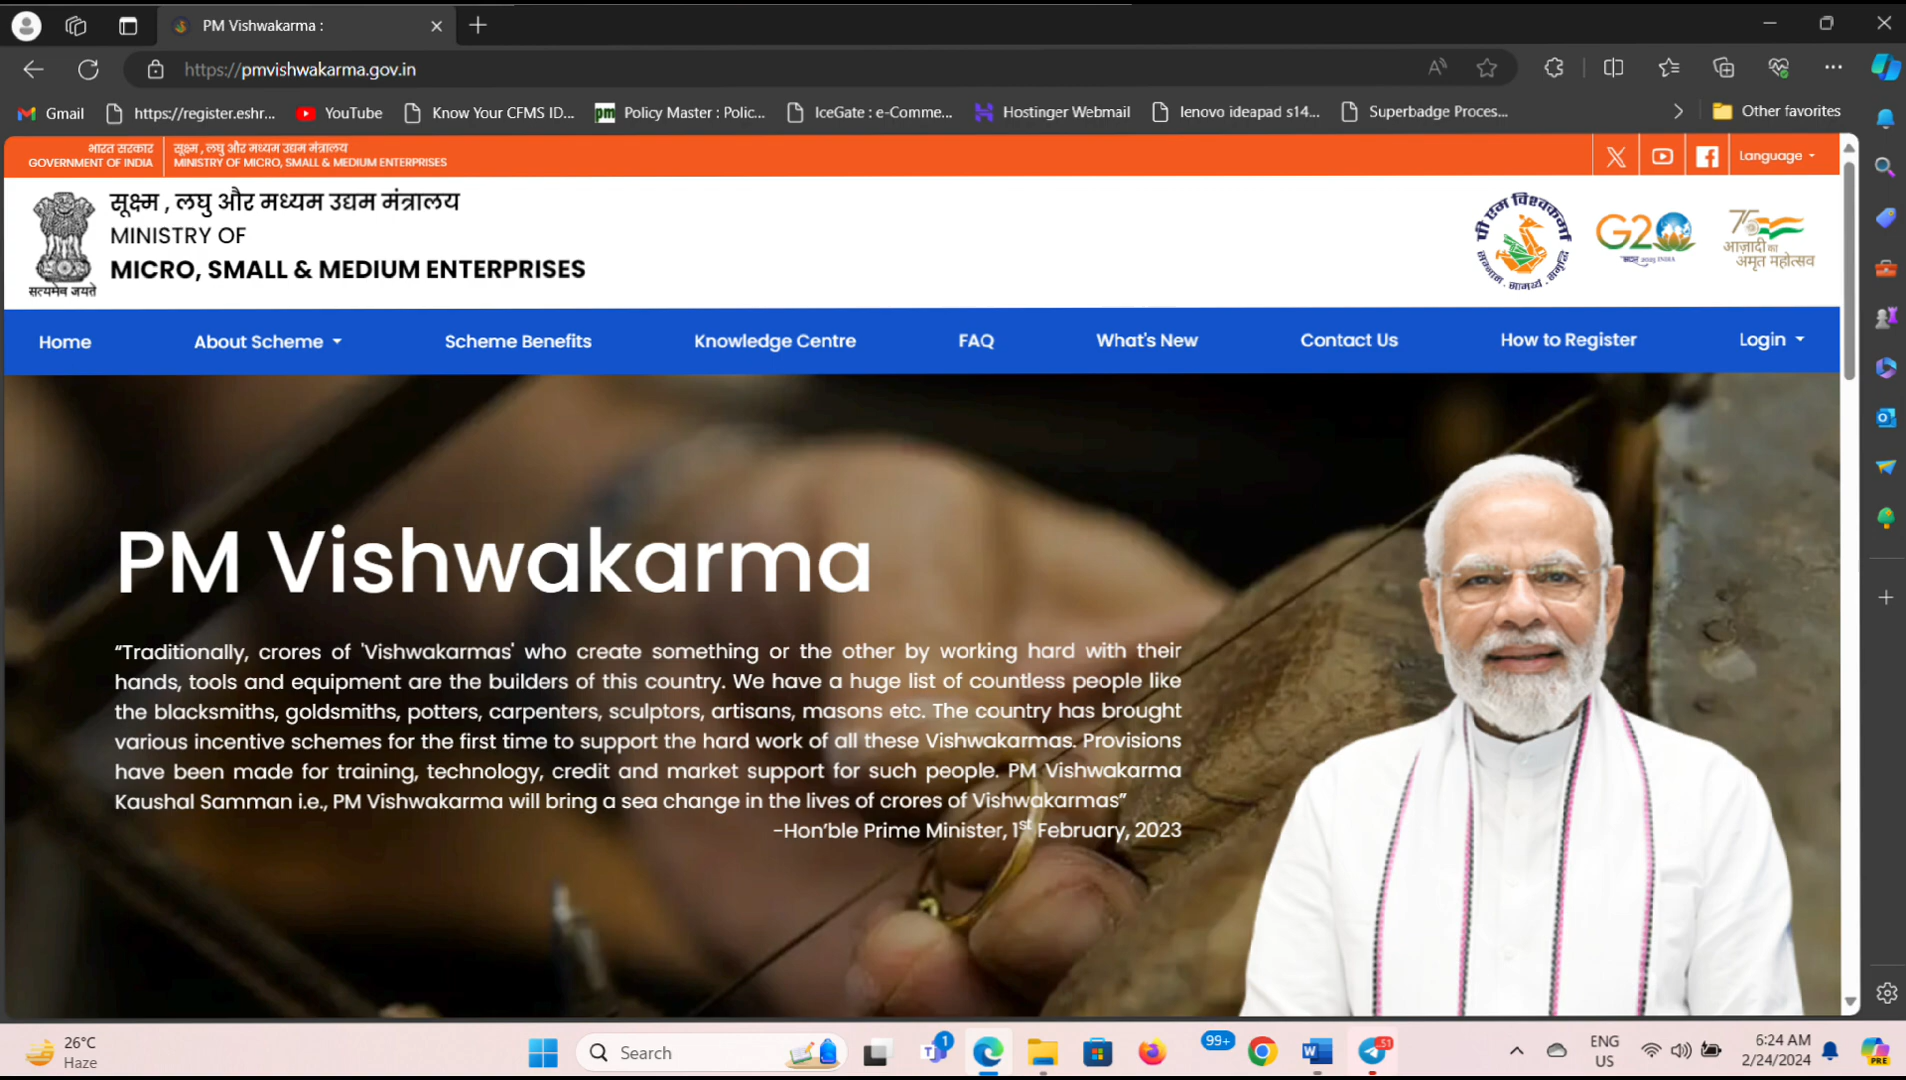 PM Vishwakarma :
https://pmvishwakarma.gov.in
Gmail https://register.eshr... YouTube Know Your CFMS ID... pm Policy Master : Polic... IceGate : e-Comme... Hostinger Webmail lenovo ideapad s14... Superbadge Proces... Other favorites
भारत सरकार
GOVERNMENT OF INDIA
सूक्ष्म , लघु और मध्यम उद्यम मंत्रालय
MINISTRY OF MICRO, SMALL & MEDIUM ENTERPRISES
Language
सूक्ष्म , लघु और मध्यम उद्यम मंत्रालय
MINISTRY OF
MICRO, SMALL & MEDIUM ENTERPRISES
सत्यमेव जयते
पी एम विश्वकर्मा
सम्मान . सामर्थ्य . समृद्धि
G20
75
आज़ादी का
अमृत महोत्सव
Home About Scheme Scheme Benefits Knowledge Centre FAQ What's New Contact Us How to Register Login
PM Vishwakarma
“Traditionally, crores of 'Vishwakarmas' who create something or the other by working hard with their
hands, tools and equipment are the builders of this country. We have a huge list of countless people like
the blacksmiths, goldsmiths, potters, carpenters, sculptors, artisans, masons etc. The country has brought
various incentive schemes for the first time to support the hard work of all these Vishwakarmas. Provisions
have been made for training, technology, credit and market support for such people. PM Vishwakarma
Kaushal Samman i.e., PM Vishwakarma will bring a sea change in the lives of crores of Vishwakarmas”
-Hon’ble Prime Minister, 1st February, 2023
26°C
Haze
Search
1
99+
51
ENG
US
6:24 AM
2/24/2024
PRE